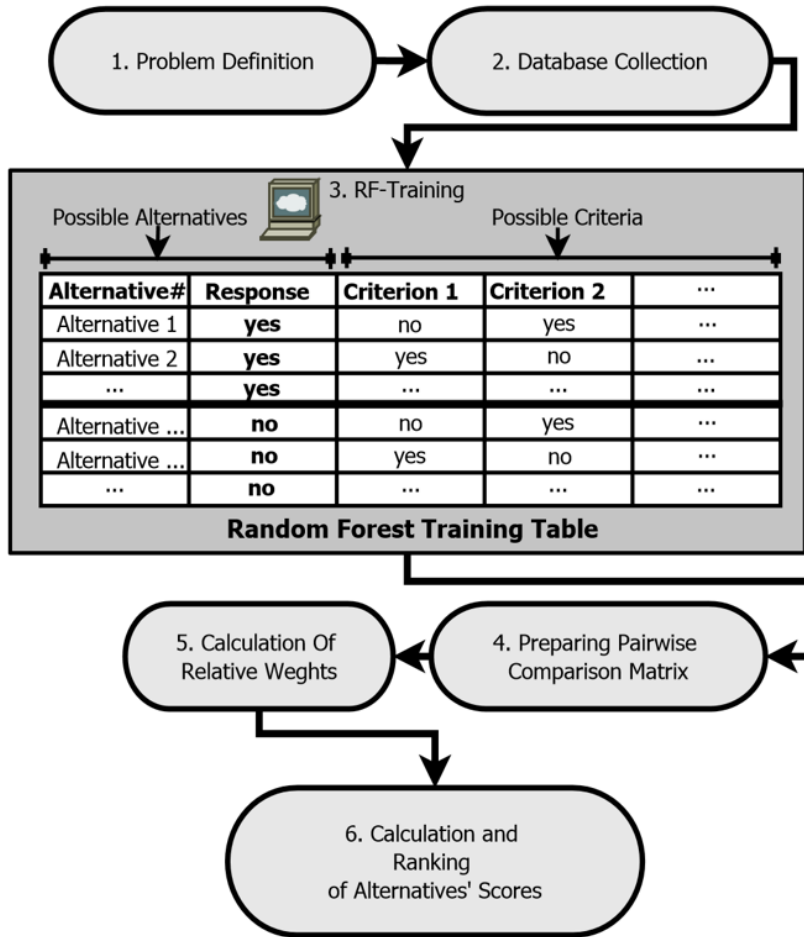 1. Problem Definition
2. Database Collection
3. RF-Training
Possible Alternatives
Possible Criteria
Alternative# Response Criterion 1 Criterion 2 ...
Alternative 1 yes no yes ...
Alternative 2 yes yes no ...
... yes ... ... ...
Alternative ... no no yes ...
Alternative ... no yes no ...
... no ... ... ...
Random Forest Training Table
5. Calculation Of
Relative Weghts
4. Preparing Pairwise
Comparison Matrix
6. Calculation and
Ranking
of Alternatives' Scores